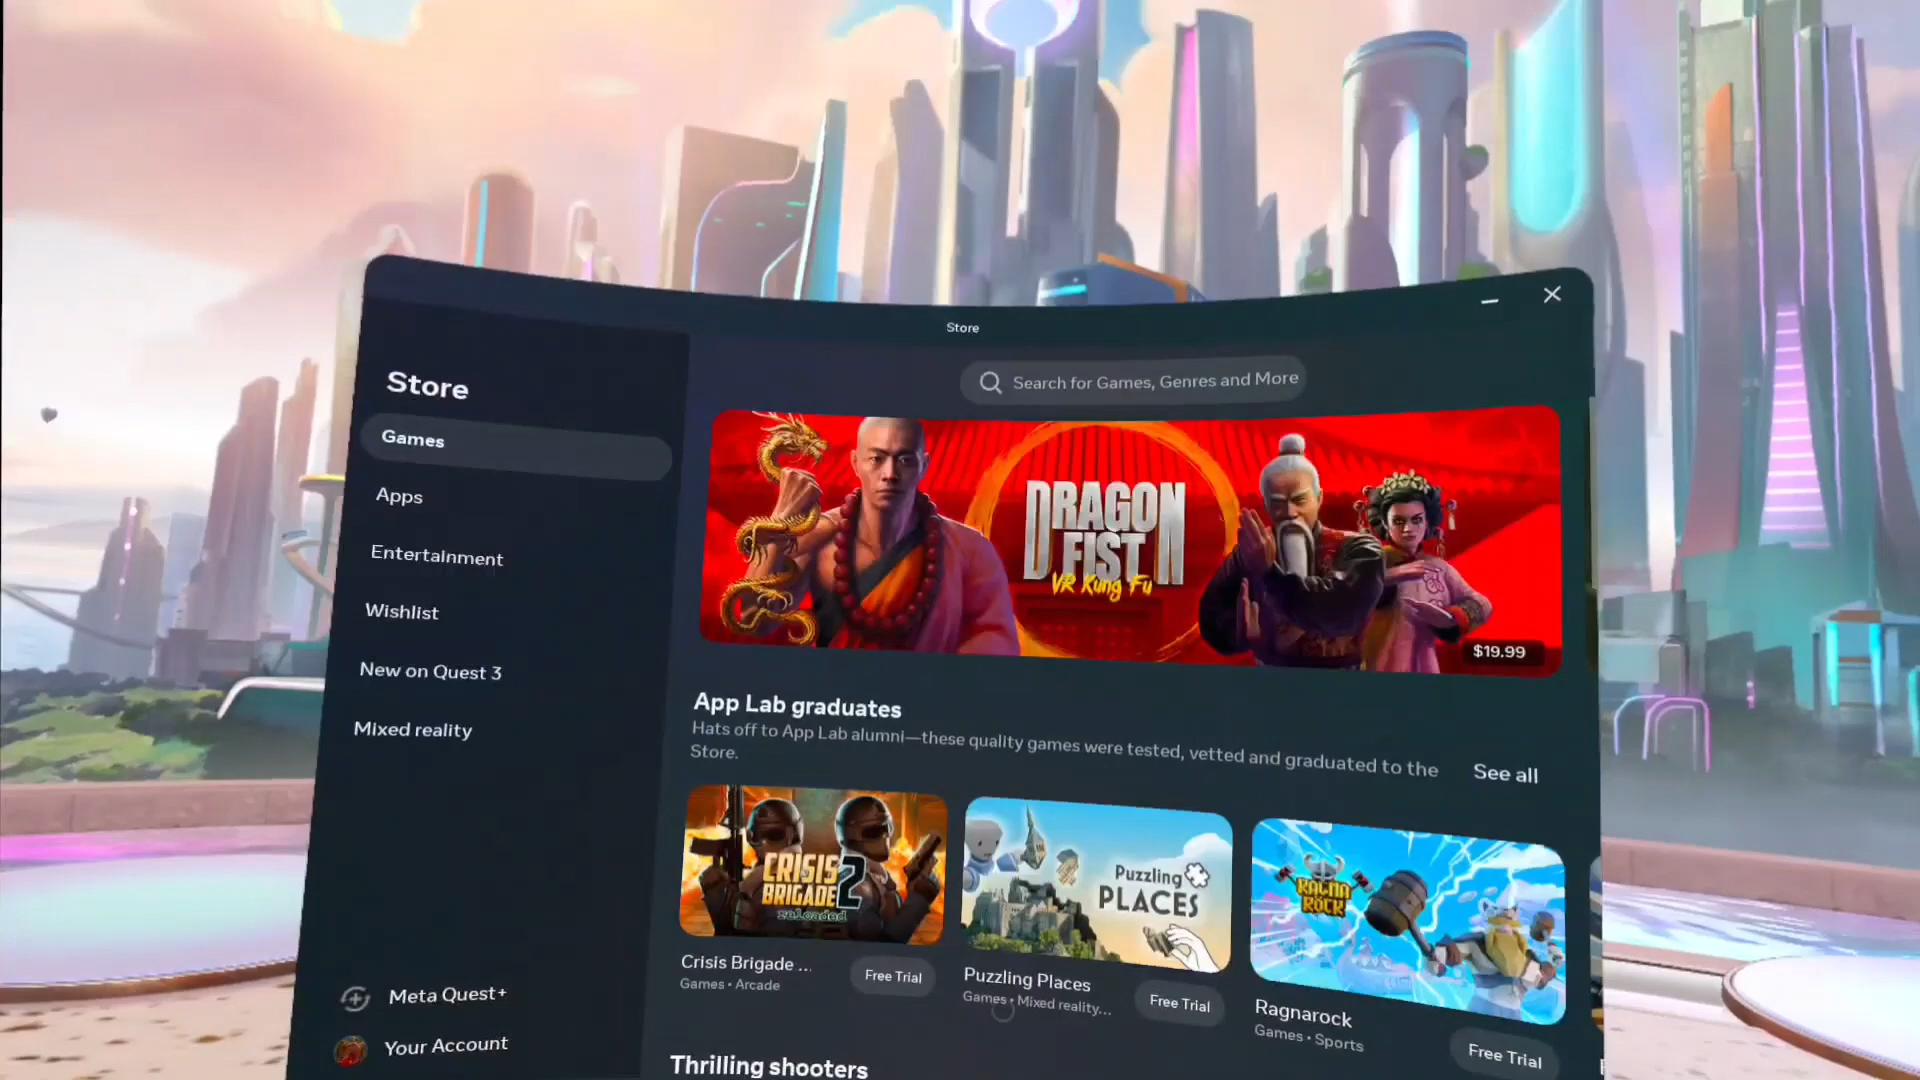 Store
Search for Games, Genres and More
Store
Games
Apps
Entertainment
Wishlist
New on Quest 3
Mixed reality
Meta Quest+
Your Account
DRAGON
FIST
VR Kung Fu
$19.99
App Lab graduates
Hats off to App Lab alumni—these quality games were tested, vetted and graduated to the
Store.
See all
CRISIS
BRIGADE 2
reloaded
Crisis Brigade ...
Games • Arcade
Free Trial
Puzzling
PLACES
Puzzling Places
Games • Mixed reality...
Free Trial
RAGNA
ROCK
Ragnarock
Games • Sports
Free Trial
Thrilling shooters